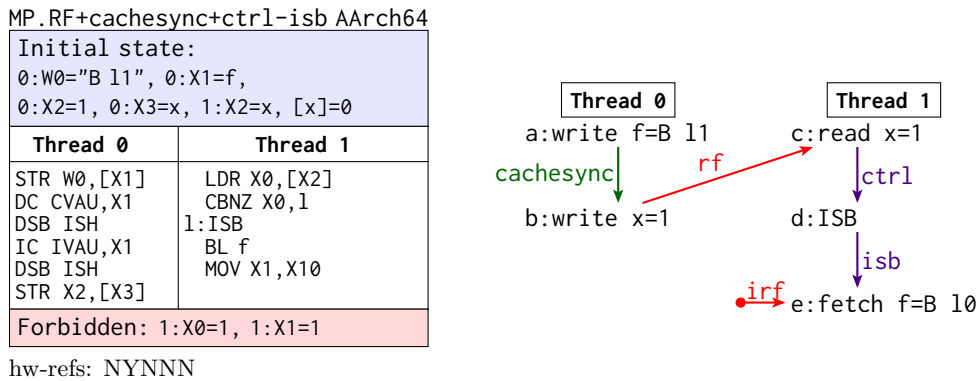 MP.RF+cachesync+ctrl-isb AArch64
Initial state:
0:W0="B l1", 0:X1=f,
0:X2=1, 0:X3=x, 1:X2=x, [x]=0
Thread 0
Thread 1
STR W0,[X1]
DC CVAU,X1
DSB ISH
IC IVAU,X1
DSB ISH
STR X2,[X3]
LDR X0,[X2]
CBNZ X0,l
l:ISB
BL f
MOV X1,X10
Forbidden: 1:X0=1, 1:X1=1
hw-refs: NYNNN
Thread 0
Thread 1
a:write f=B l1
c:read x=1
cachesync
rf
ctrl
b:write x=1
d:ISB
isb
irf
e:fetch f=B l0